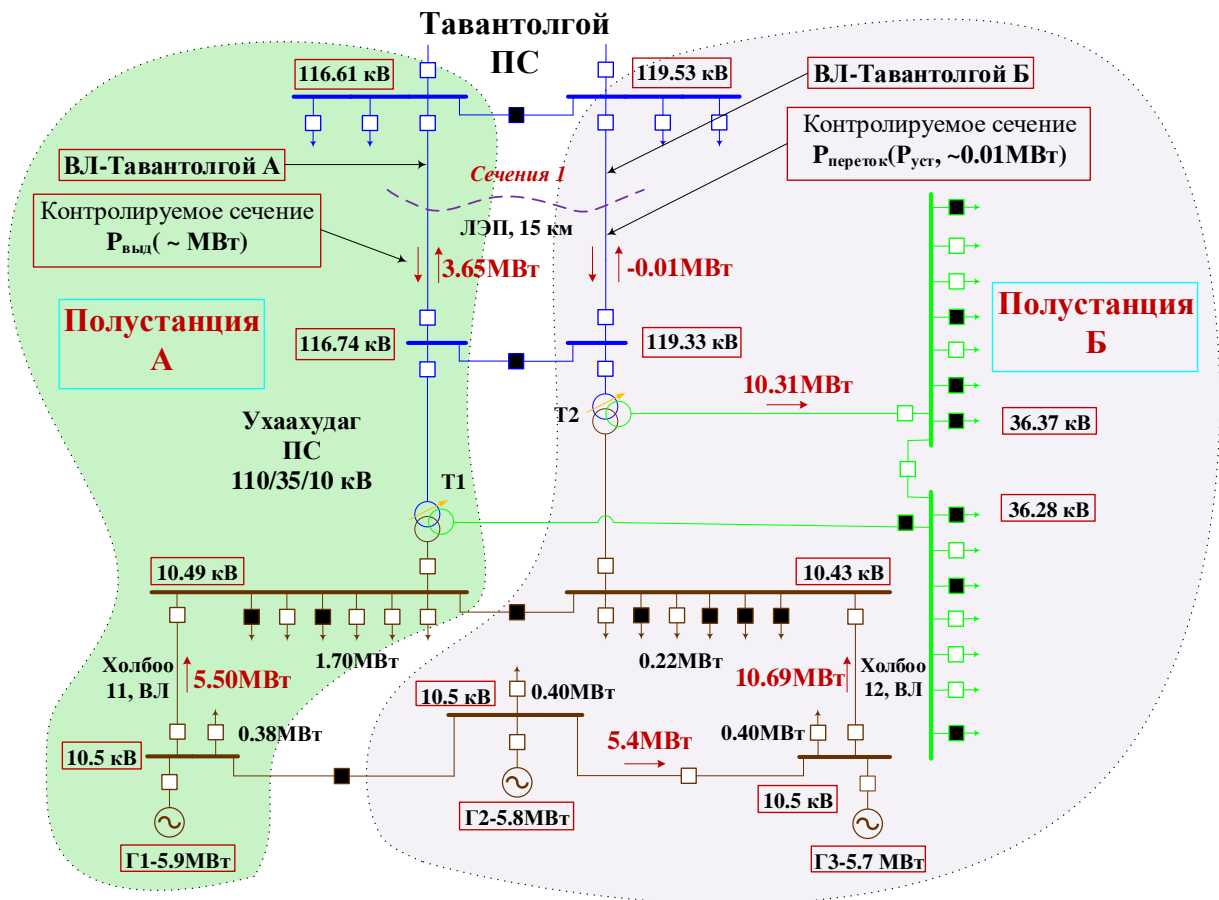 Тавантолгой
ПС
116.61 кВ
119.53 кВ
ВЛ-Тавантолгой Б
Контролируемое сечение
Pпереток(Руст, ~0.01МВт)
ВЛ-Тавантолгой А
Сечения 1
Контролируемое сечение
Рвыд( ~ МВт)
ЛЭП, 15 км
3.65МВт
-0.01МВт
Полустанция
А
Полустанция
Б
116.74 кВ
119.33 кВ
10.31МВт
Т2
36.37 кВ
Ухаахудаг
ПС
110/35/10 кВ
Т1
36.28 кВ
10.49 кВ
10.43 кВ
1.70МВт
0.22МВт
Холбоо
11, ВЛ
5.50МВт
10.69МВт
Холбоо
12, ВЛ
0.40МВт
10.5 кВ
0.38МВт
5.4МВт
0.40МВт
10.5 кВ
10.5 кВ
Г2-5.8МВт
Г1-5.9МВт
Г3-5.7 МВт